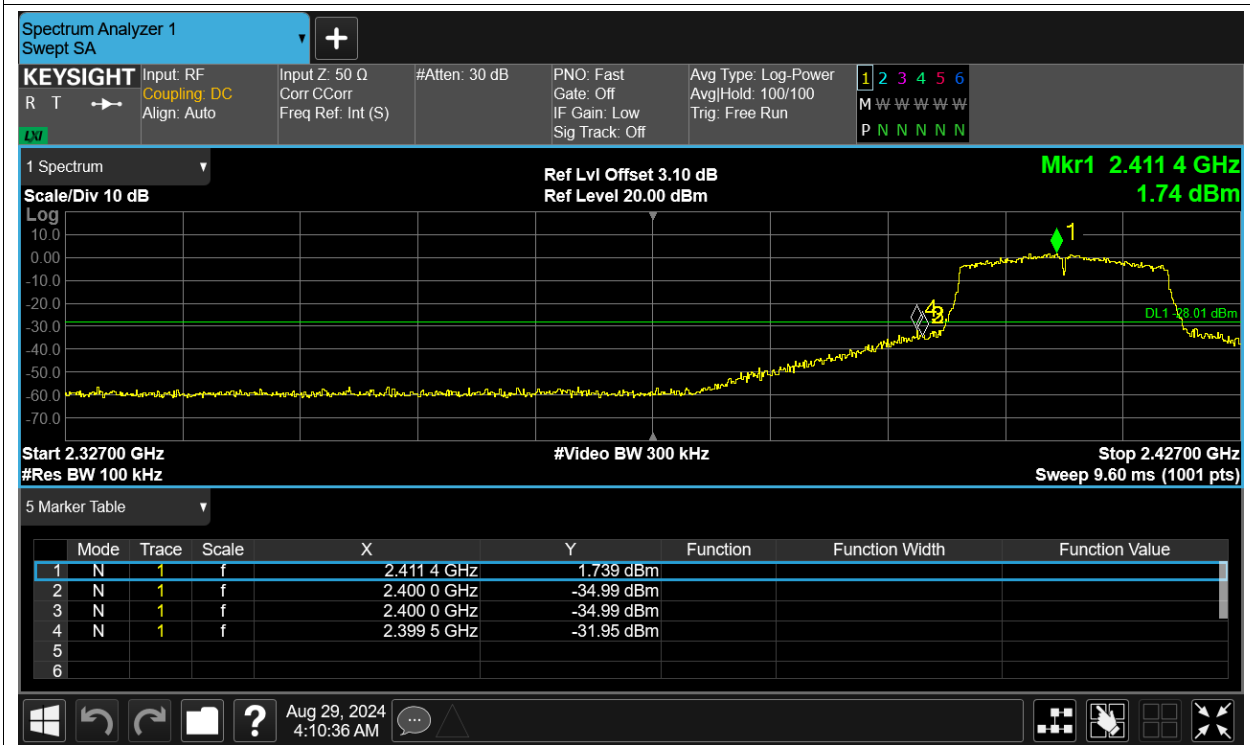 Spectrum Analyzer 1
Swept SA
KEYSIGHT
R T
LXI
Input: RF
Coupling: DC
Align: Auto
Input Z: 50 Ω
Corr CCorr
Freq Ref: Int (S)
#Atten: 30 dB
PNO: Fast
Gate: Off
IF Gain: Low
Sig Track: Off
Avg Type: Log-Power
Avg|Hold: 100/100
Trig: Free Run
1 2 3 4 5 6
M W W W W W
P N N N N N
1 Spectrum
Scale/Div 10 dB
Ref Lvl Offset 3.10 dB
Ref Level 20.00 dBm
Mkr1 2.411 4 GHz
1.74 dBm
Log
10.0
0.00
-10.0
-20.0
-30.0
-40.0
-50.0
-60.0
-70.0
1
4
DL1 -28.01 dBm
Start 2.32700 GHz
#Video BW 300 kHz
Stop 2.42700 GHz
#Res BW 100 kHz
Sweep 9.60 ms (1001 pts)
5 Marker Table
Mode Trace Scale X Y Function Function Width Function Value
1 N 1 f 2.411 4 GHz 1.739 dBm
2 N 1 f 2.400 0 GHz -34.99 dBm
3 N 1 f 2.400 0 GHz -34.99 dBm
4 N 1 f 2.399 5 GHz -31.95 dBm
5
6
?
Aug 29, 2024
4:10:36 AM